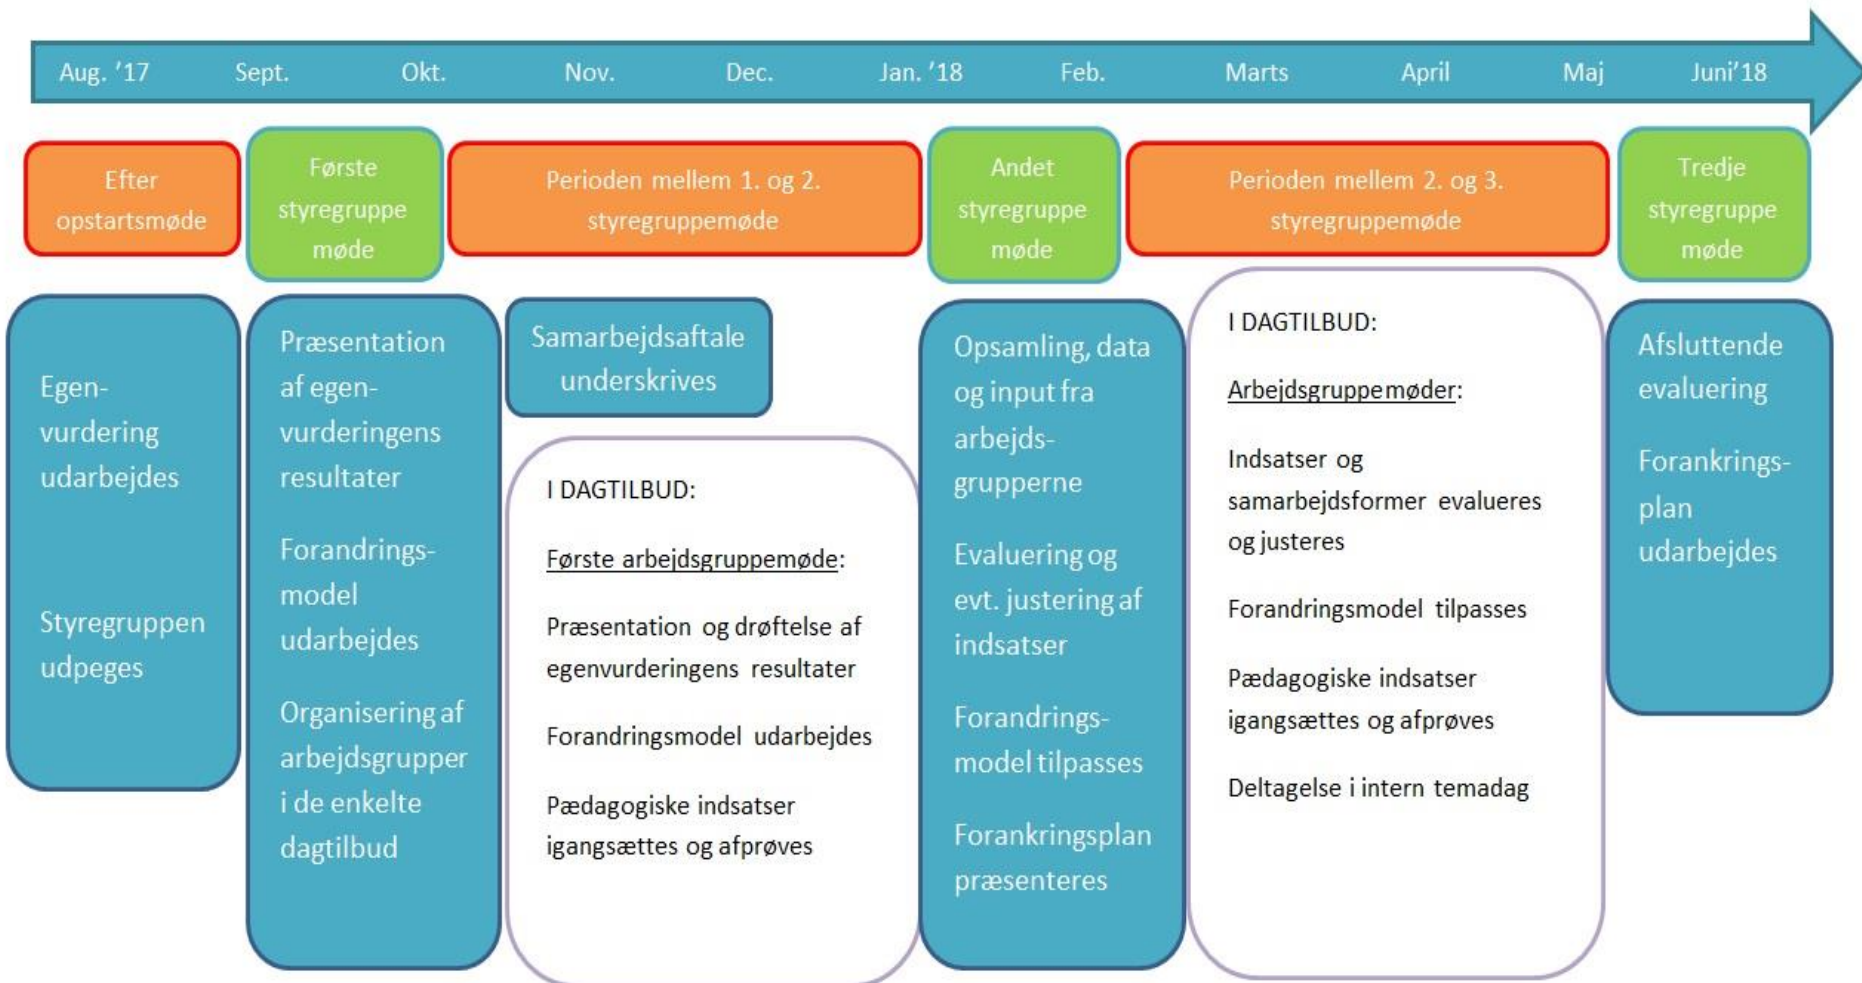 Aug. '17 Sept. Okt. Nov. Dec. Jan. '18 Feb. Marts April Maj Juni'18
Efter
opstartsmøde
Første
styregruppe
møde
Perioden mellem 1. og 2.
styregruppemøde
Andet
styregruppe
møde
Perioden mellem 2. og 3.
styregruppemøde
Tredje
styregruppe
møde
Egen-
vurdering
udarbejdes
Styregruppen
udpeges
Præsentation
af egen-
vurderingens
resultater
Forandrings-
model
udarbejdes
Organisering af
arbejdsgrupper
i de enkelte
dagtilbud
Samarbejdsaftale
underskrives
I DAGTILBUD:
Første arbejdsgruppemøde:
Præsentation og drøftelse af
egenvurderingens resultater
Forandringsmodel udarbejdes
Pædagogiske indsatser
igangsættes og afprøves
Opsamling, data
og input fra
arbejds-
grupperne
Evaluering og
evt. justering af
indsatser
Forandrings-
model tilpasses
Forankringsplan
præsenteres
I DAGTILBUD:
Arbejdsgruppemøder:
Indsatser og
samarbejdsformer evalueres
og justeres
Forandringsmodel tilpasses
Pædagogiske indsatser
igangsættes og afprøves
Deltagelse i intern temadag
Afsluttende
evaluering
Forankrings-
plan
udarbejdes